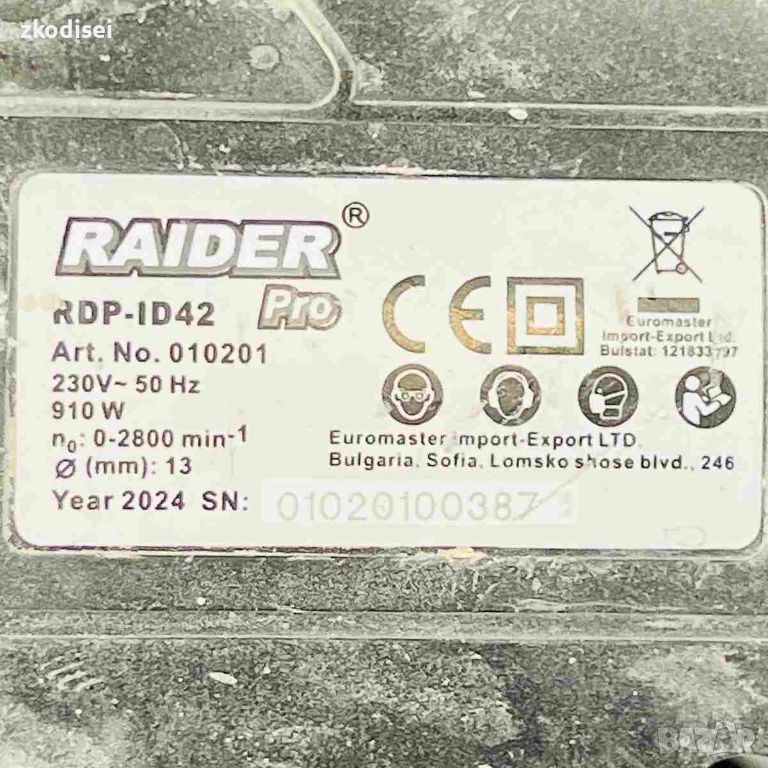 zkodisei
RAIDER®
Pro
RDP-ID42
Art. No. 010201
230V~ 50 Hz
910 W
n0: 0-2800 min-1
Ø (mm): 13
Year 2024 SN:
CE
Euromaster
Import-Export Ltd.
Bulstat: 121833797
Euromaster Import-Export LTD.
Bulgaria, Sofia, Lomsko shose blvd., 246
БАЗАР